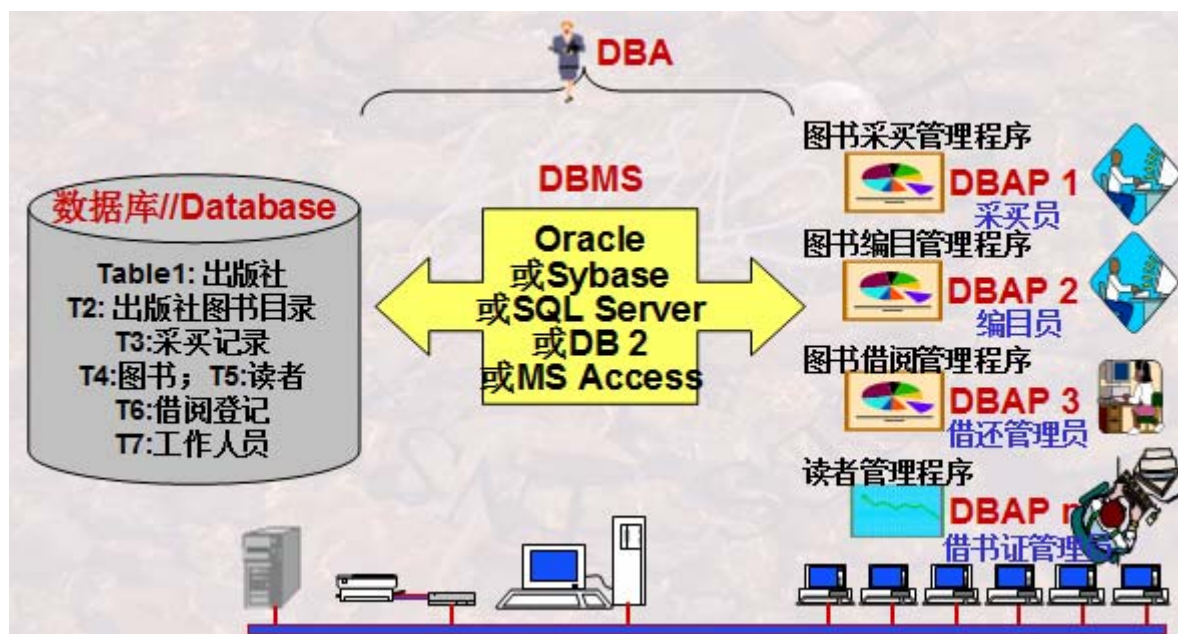 DBA
DBMS
数据库//Database
Table1: 出版社
T2: 出版社图书目录
T3:采买记录
T4:图书；T5:读者
T6:借阅登记
T7:工作人员
Oracle
或Sybase
或SQL Server
或DB 2
或MS Access
图书采买管理程序
DBAP 1
采买员
图书编目管理程序
DBAP 2
编目员
图书借阅管理程序
DBAP 3
借还管理员
读者管理程序
DBAP n
借书证管理员